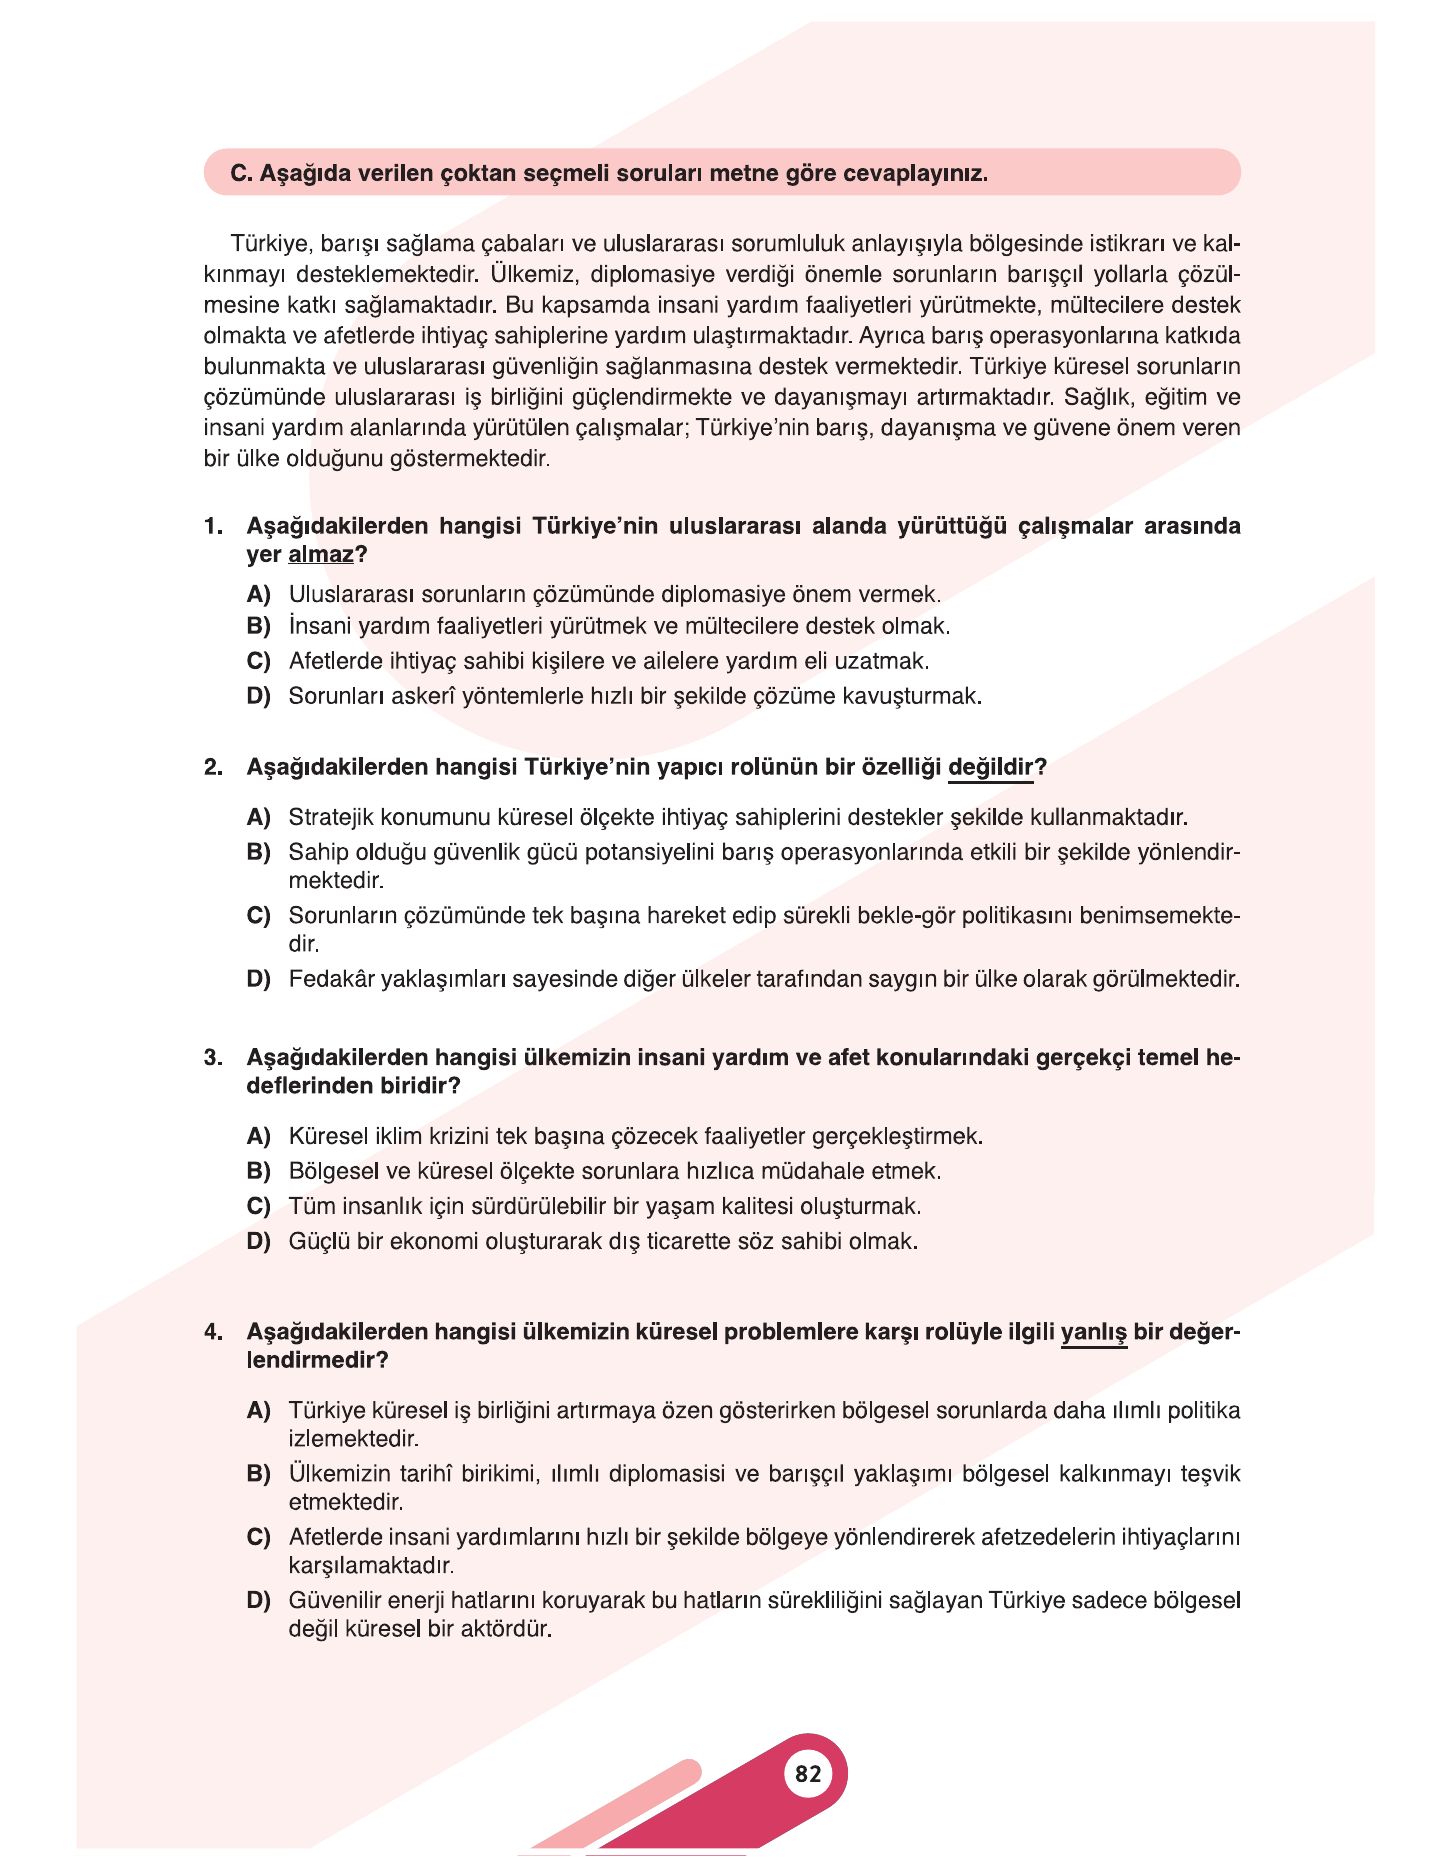 C. Aşağıda verilen çoktan seçmeli soruları metne göre cevaplayınız.
Türkiye, barışı sağlama çabaları ve uluslararası sorumluluk anlayışıyla bölgesinde istikrarı ve kal-
kınmayı desteklemektedir. Ülkemiz, diplomasiye verdiği önemle sorunların barışçıl yollarla çözül-
mesine katkı sağlamaktadır. Bu kapsamda insani yardım faaliyetleri yürütmekte, mültecilere destek
olmakta ve afetlerde ihtiyaç sahiplerine yardım ulaştırmaktadır. Ayrıca barış operasyonlarına katkıda
bulunmakta ve uluslararası güvenliğin sağlanmasına destek vermektedir. Türkiye küresel sorunların
çözümünde uluslararası iş birliğini güçlendirmekte ve dayanışmayı artırmaktadır. Sağlık, eğitim ve
insani yardım alanlarında yürütülen çalışmalar; Türkiye’nin barış, dayanışma ve güvene önem veren
bir ülke olduğunu göstermektedir.
1. Aşağıdakilerden hangisi Türkiye’nin uluslararası alanda yürüttüğü çalışmalar arasında
yer almaz?
A) Uluslararası sorunların çözümünde diplomasiye önem vermek.
B) İnsani yardım faaliyetleri yürütmek ve mültecilere destek olmak.
C) Afetlerde ihtiyaç sahibi kişilere ve ailelere yardım eli uzatmak.
D) Sorunları askerî yöntemlerle hızlı bir şekilde çözüme kavuşturmak.
2. Aşağıdakilerden hangisi Türkiye’nin yapıcı rolünün bir özelliği değildir?
A) Stratejik konumunu küresel ölçekte ihtiyaç sahiplerini destekler şekilde kullanmaktadır.
B) Sahip olduğu güvenlik gücü potansiyelini barış operasyonlarında etkili bir şekilde yönlendir-
mektedir.
C) Sorunların çözümünde tek başına hareket edip sürekli bekle-gör politikasını benimsemekte-
dir.
D) Fedakâr yaklaşımları sayesinde diğer ülkeler tarafından saygın bir ülke olarak görülmektedir.
3. Aşağıdakilerden hangisi ülkemizin insani yardım ve afet konularındaki gerçekçi temel he-
deflerinden biridir?
A) Küresel iklim krizini tek başına çözecek faaliyetler gerçekleştirmek.
B) Bölgesel ve küresel ölçekte sorunlara hızlıca müdahale etmek.
C) Tüm insanlık için sürdürülebilir bir yaşam kalitesi oluşturmak.
D) Güçlü bir ekonomi oluşturarak dış ticarette söz sahibi olmak.
4. Aşağıdakilerden hangisi ülkemizin küresel problemlere karşı rolüyle ilgili yanlış bir değer-
lendirmedir?
A) Türkiye küresel iş birliğini artırmaya özen gösterirken bölgesel sorunlarda daha ılımlı politika
izlemektedir.
B) Ülkemizin tarihî birikimi, ılımlı diplomasisi ve barışçıl yaklaşımı bölgesel kalkınmayı teşvik
etmektedir.
C) Afetlerde insani yardımlarını hızlı bir şekilde bölgeye yönlendirerek afetzedelerin ihtiyaçlarını
karşılamaktadır.
D) Güvenilir enerji hatlarını koruyarak bu hatların sürekliliğini sağlayan Türkiye sadece bölgesel
değil küresel bir aktördür.
82